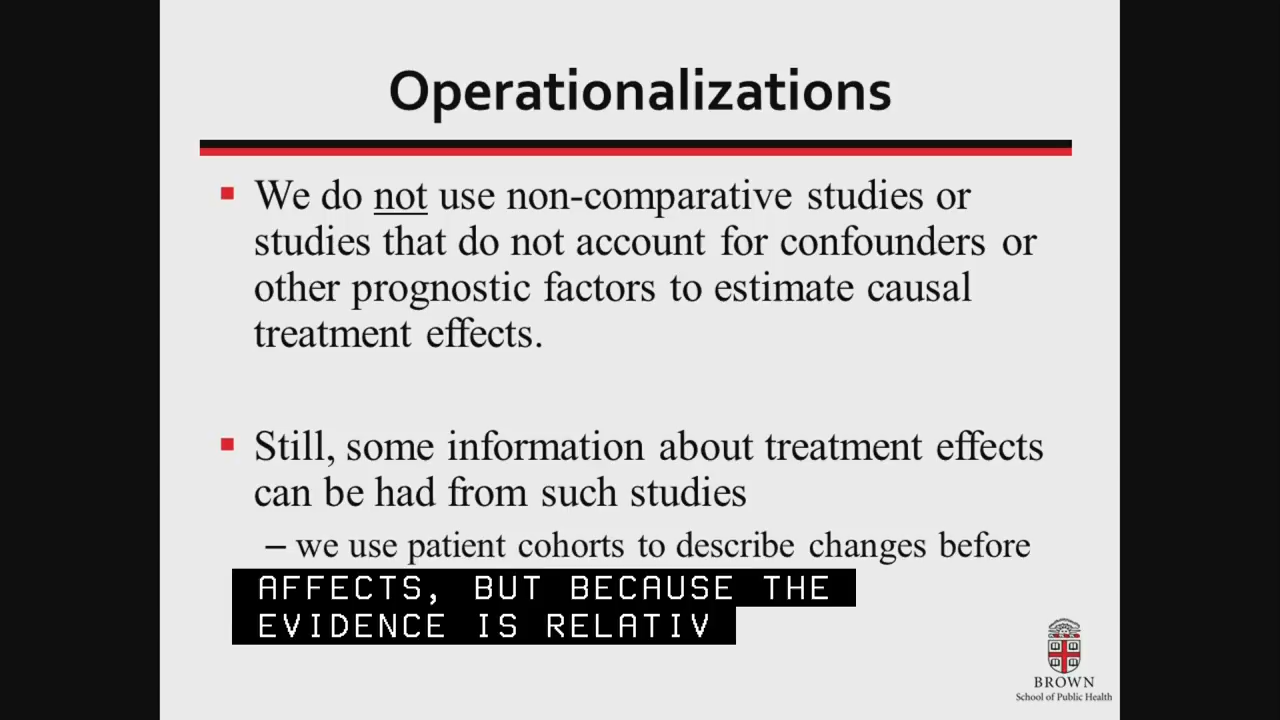 Operationalizations
We do not use non-comparative studies or
studies that do not account for confounders or
other prognostic factors to estimate causal
treatment effects.
Still, some information about treatment effects
can be had from such studies
– we use patient cohorts to describe changes before
AFFECTS, BUT BECAUSE THE
EVIDENCE IS RELATIV
BROWN
School of Public Health